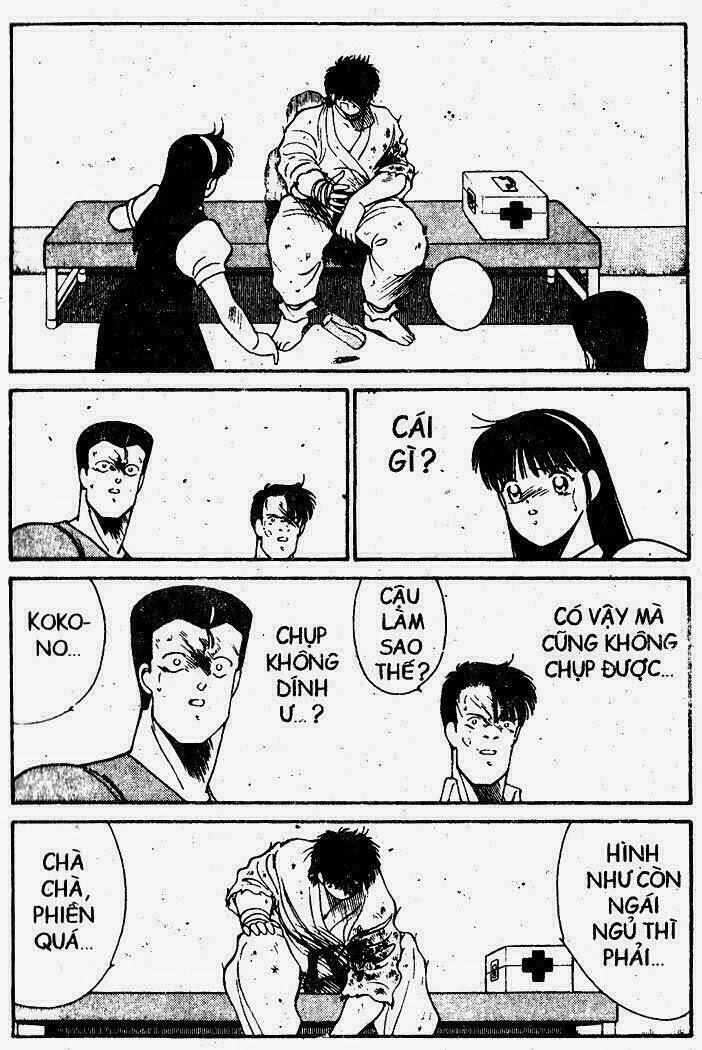 CÁI
GÌ?
CÓ VẬY MÀ
CŨNG KHÔNG
CHỤP ĐƯỢC...
CẬU
LÀM
SAO
THẾ?
CHỤP
KHÔNG
DÍNH
Ư...?
KOKO-
NO...
HÌNH
NHƯ CÒN
NGÁI
NGỦ THÌ
PHẢI...
CHÀ
CHÀ,
PHIỀN
QUÁ...